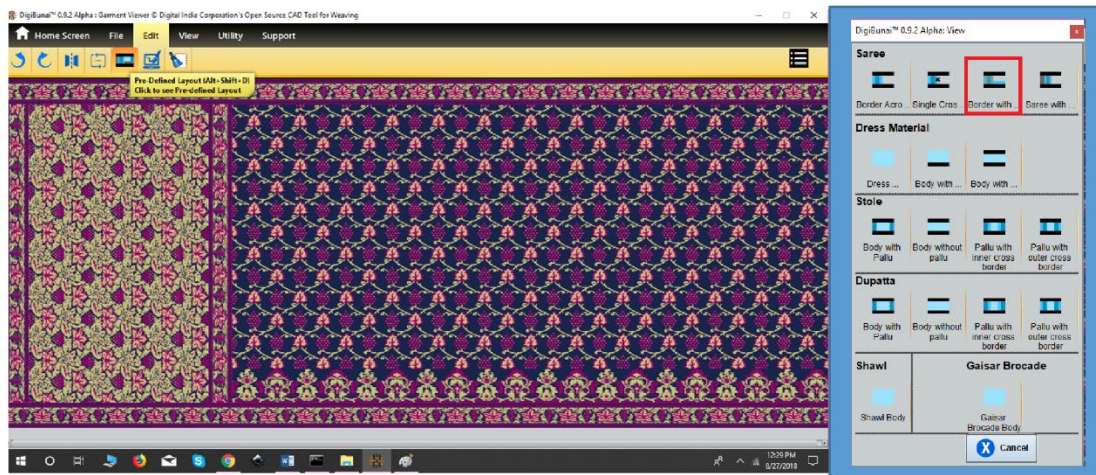 DigiBunai™ 0.9.2 Alpha : Garment Viewer © Digital India Corporation's Open Source CAD Tool for Weaving
Home Screen File Edit View Utility Support
Pre-Defined Layout (Alt+Shift+D)
Click to see Pre-defined Layout
12:29 PM
8/27/2018
DigiBunai™ 0.9.2 Alpha: View
Saree
Border Acro... Single Cros... Border with ... Saree with ...
Dress Material
Dress ... Body with ... Body with ...
Stole
Body with Pallu
Body without pallu
Pallu with inner cross border
Pallu with outer cross border
Dupatta
Body with Pallu
Body without pallu
Pallu with inner cross border
Pallu with outer cross border
Shawl
Gaisar Brocade
Shawl Body
Gaisar Brocade Body
Cancel